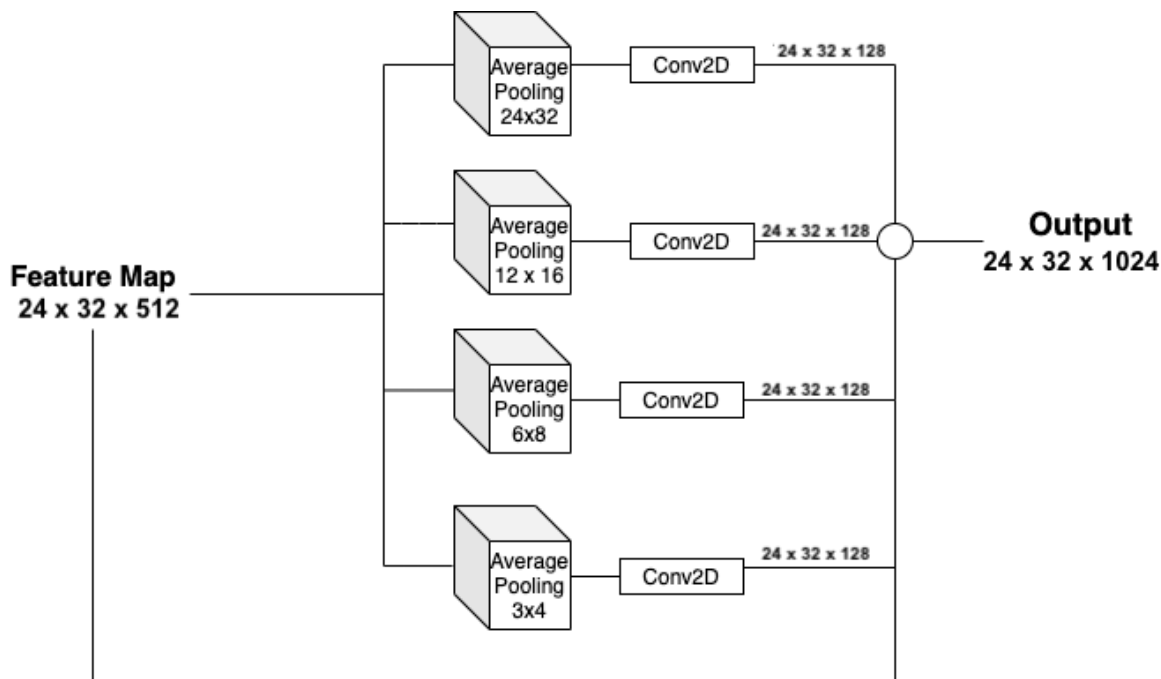 Average
Pooling
24x32
Conv2D
24 x 32 x 128
Average
Pooling
12 x 16
Conv2D
24 x 32 x 128
Output
24 x 32 x 1024
Feature Map
24 x 32 x 512
Average
Pooling
6x8
Conv2D
24 x 32 x 128
Average
Pooling
3x4
Conv2D
24 x 32 x 128